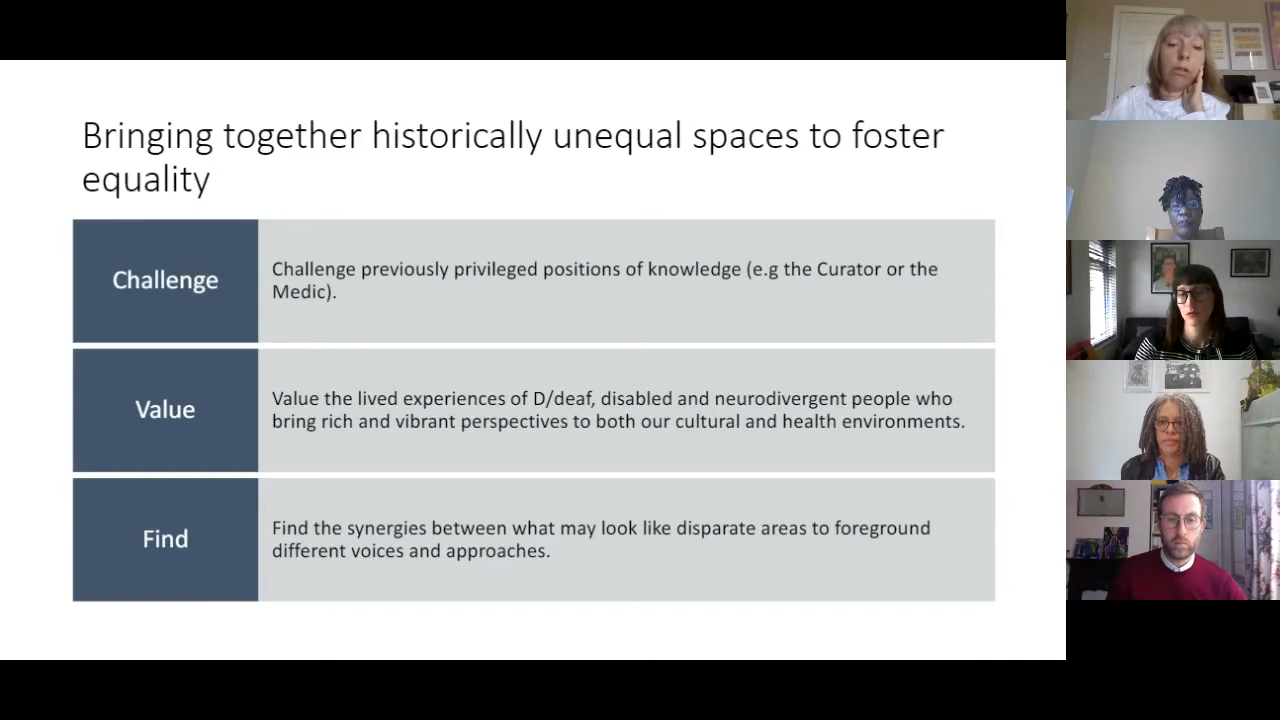 Bringing together historically unequal spaces to foster
equality
Challenge
Challenge previously privileged positions of knowledge (e.g the Curator or the
Medic).
Value
Value the lived experiences of D/deaf, disabled and neurodivergent people who
bring rich and vibrant perspectives to both our cultural and health environments.
Find
Find the synergies between what may look like disparate areas to foreground
different voices and approaches.